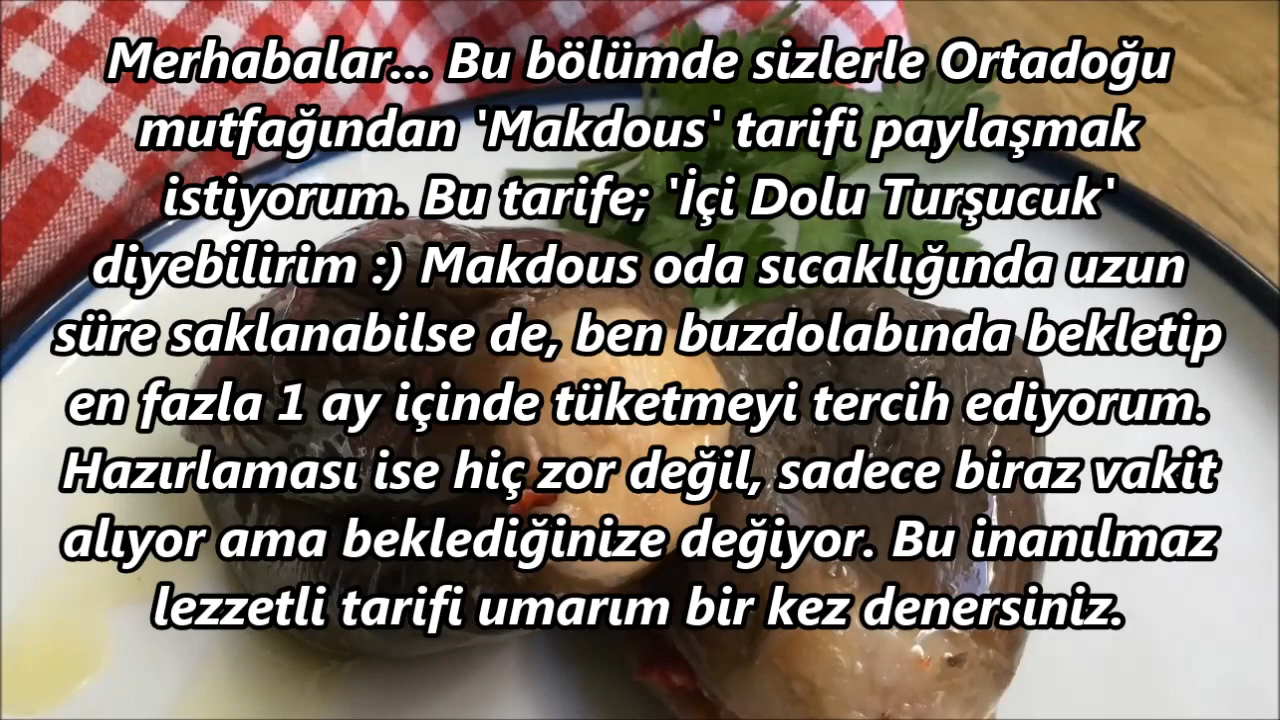 Merhabalar... Bu bölümde sizlerle Ortadoğu
mutfağından 'Makdous' tarifi paylaşmak
istiyorum. Bu tarife; 'İçi Dolu Turşucuk'
diyebilirim :) Makdous oda sıcaklığında uzun
süre saklanabilse de, ben buzdolabında bekletip
en fazla 1 ay içinde tüketmeyi tercih ediyorum.
Hazırlaması ise hiç zor değil, sadece biraz vakit
alıyor ama beklediğinize değiyor. Bu inanılmaz
lezzetli tarifi umarım bir kez denersiniz.